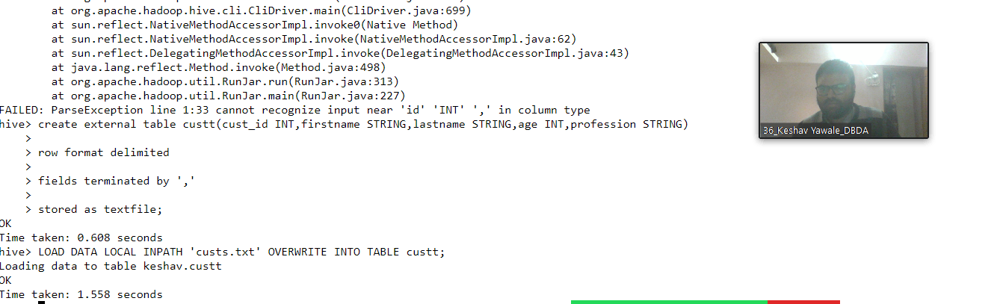 at org.apache.hadoop.hive.cli.CliDriver.main(CliDriver.java:699)
at sun.reflect.NativeMethodAccessorImpl.invoke0(Native Method)
at sun.reflect.NativeMethodAccessorImpl.invoke(NativeMethodAccessorImpl.java:62)
at sun.reflect.DelegatingMethodAccessorImpl.invoke(DelegatingMethodAccessorImpl.java:43)
at java.lang.reflect.Method.invoke(Method.java:498)
at org.apache.hadoop.util.RunJar.run(RunJar.java:313)
at org.apache.hadoop.util.RunJar.main(RunJar.java:227)
FAILED: ParseException line 1:33 cannot recognize input near 'id' 'INT' ',' in column type
hive> create external table custt(cust_id INT,firstname STRING,lastname STRING,age INT,profession STRING)
>
> row format delimited
>
> fields terminated by ','
>
> stored as textfile;
OK
Time taken: 0.608 seconds
hive> LOAD DATA LOCAL INPATH 'custs.txt' OVERWRITE INTO TABLE custt;
Loading data to table keshav.custt
OK
Time taken: 1.558 seconds
36_Keshav Yawale_DBDA